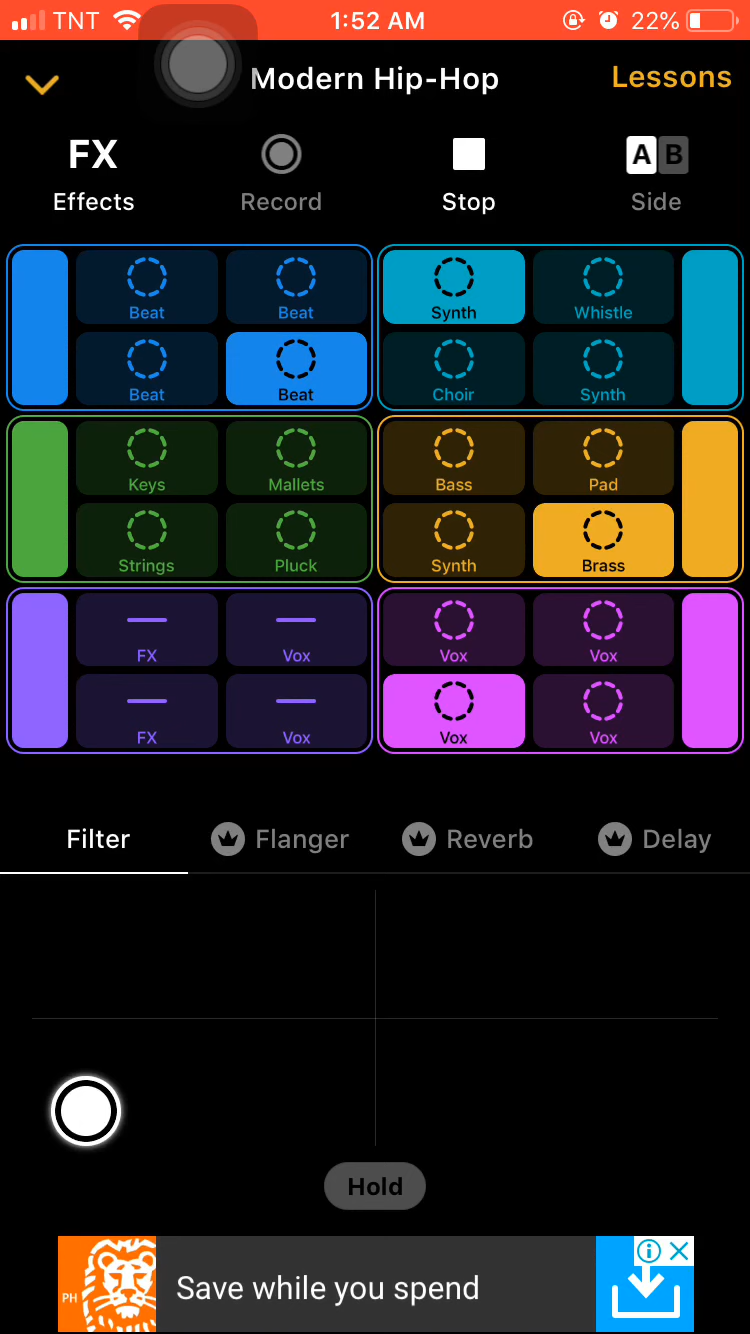 TNT 1:52 AM 22%
Modern Hip-Hop Lessons
FX A B
Effects Record Stop Side
Beat Beat Synth Whistle
Beat Beat Choir Synth
Keys Mallets Bass Pad
Strings Pluck Synth Brass
FX Vox Vox Vox
FX Vox Vox Vox
Filter Flanger Reverb Delay
Hold
PH Save while you spend